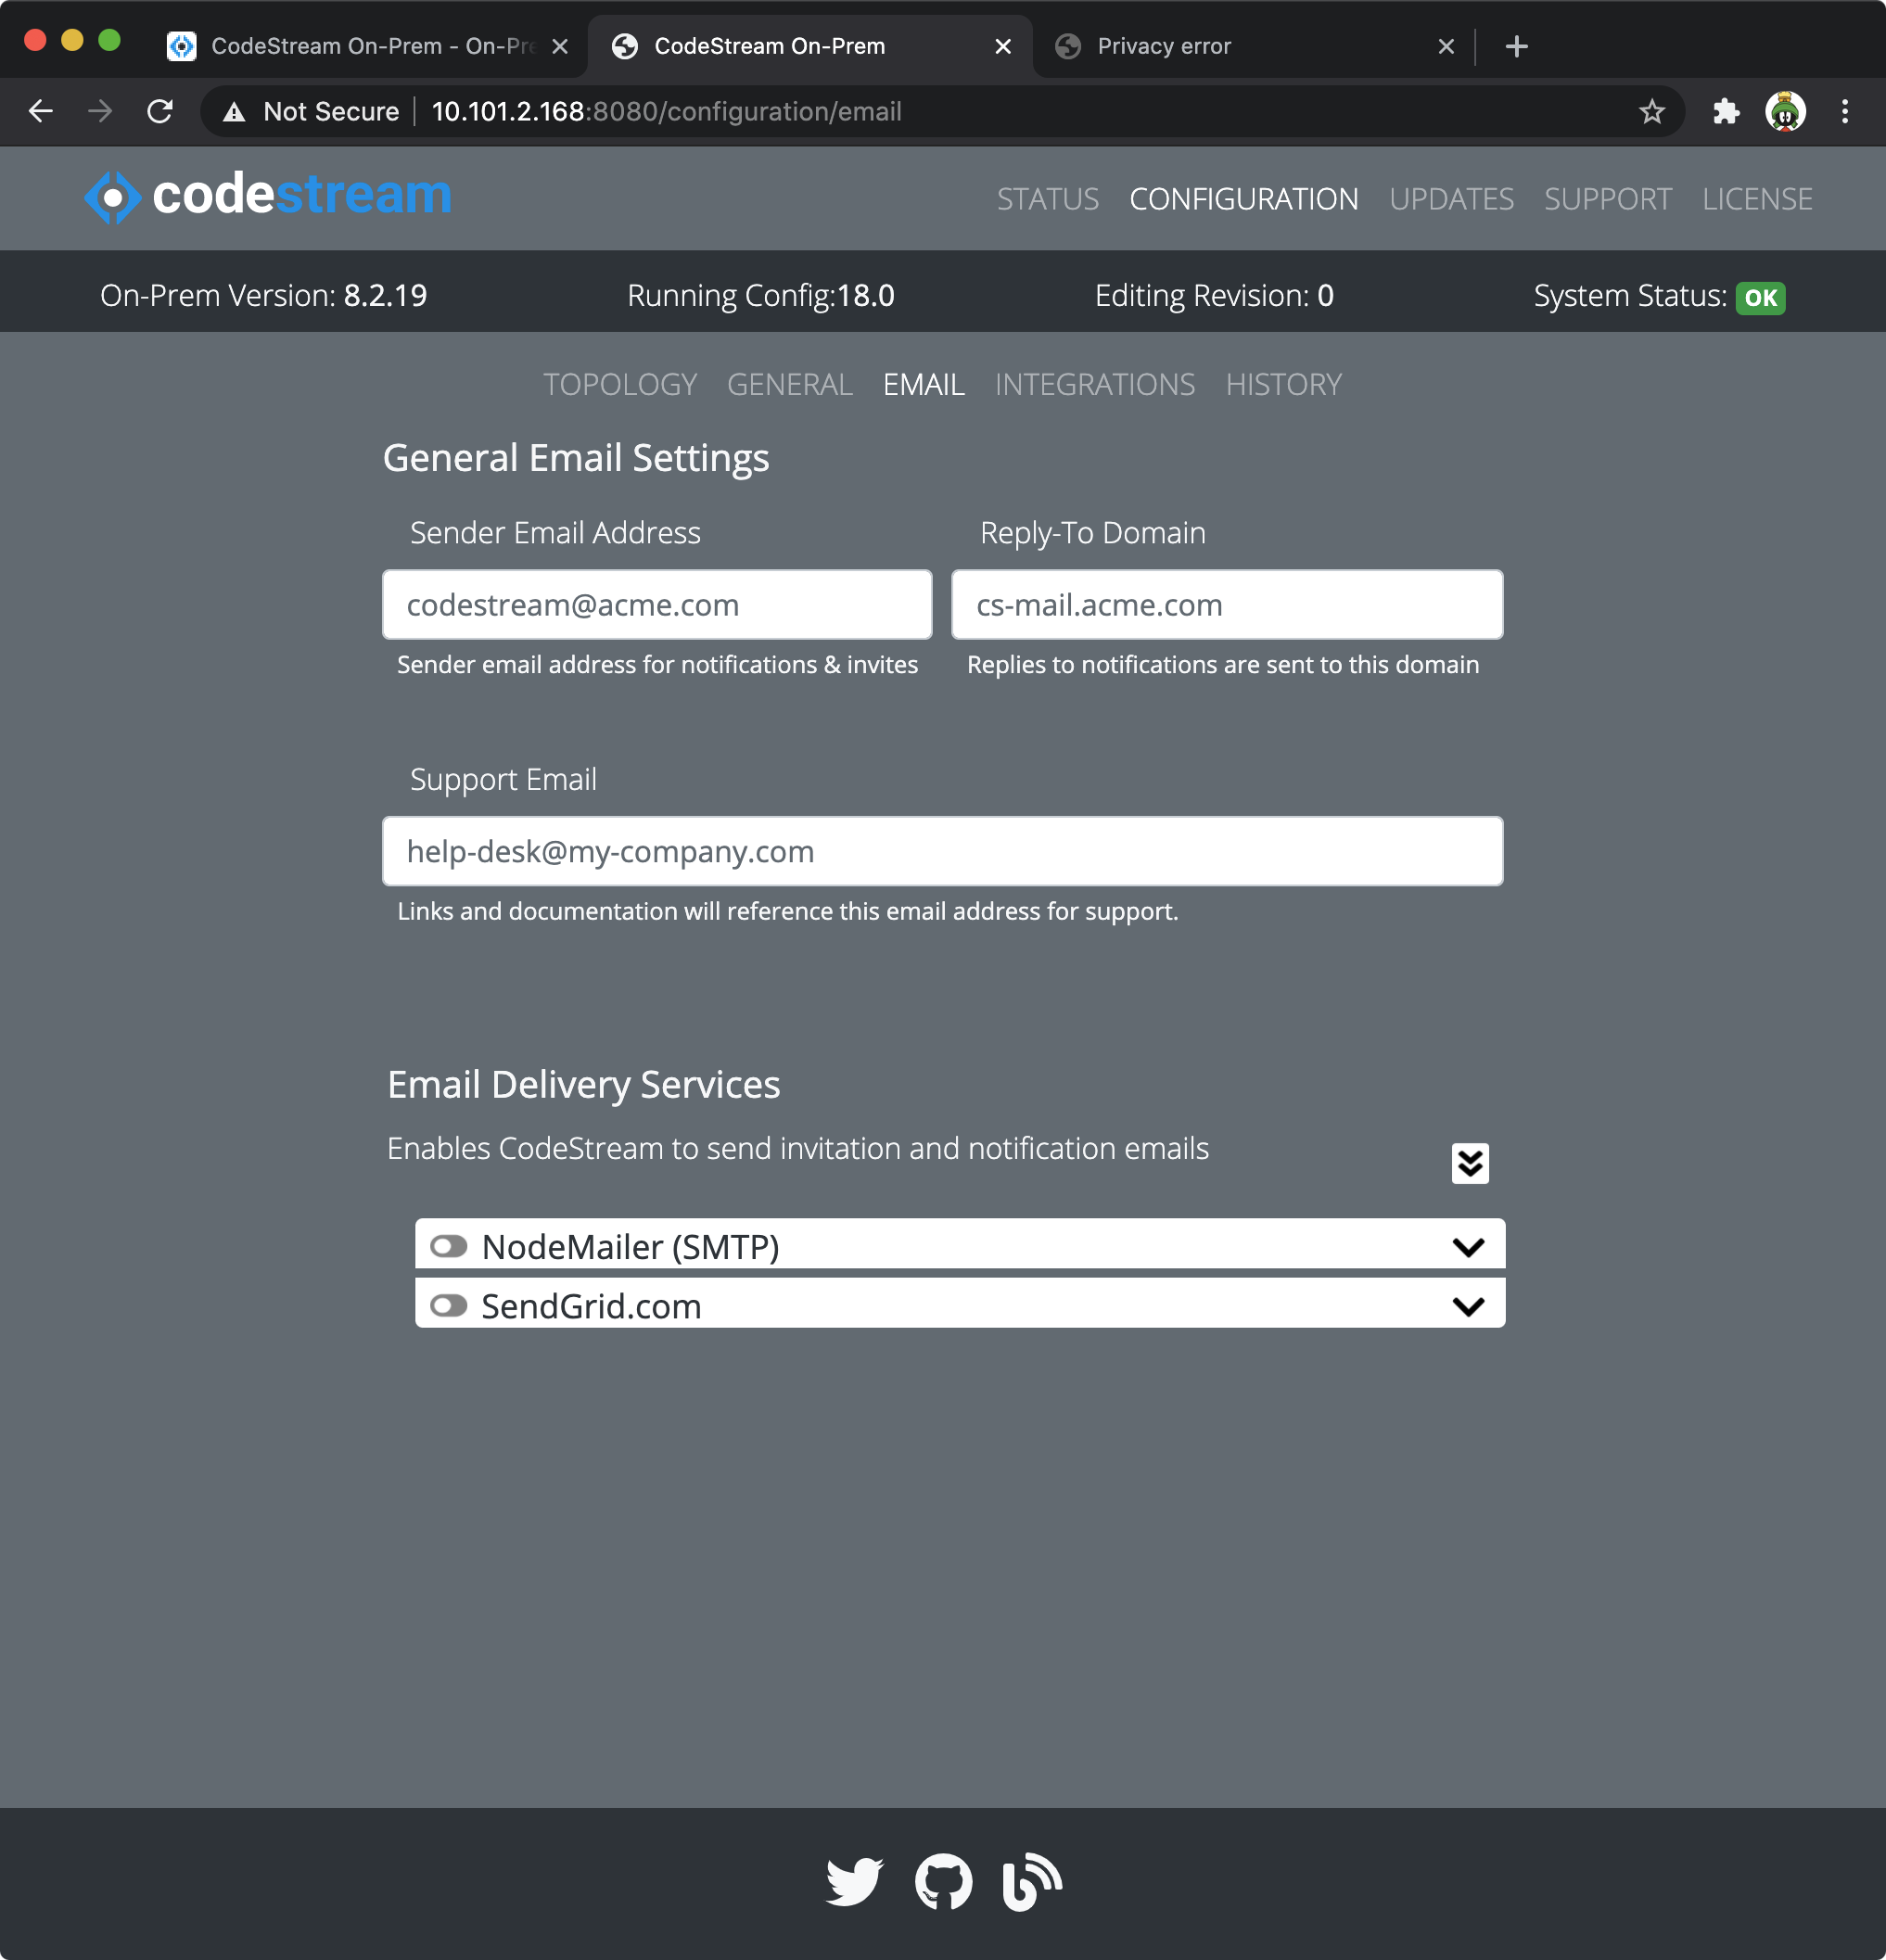 CodeStream On-Prem - On-Pre
CodeStream On-Prem
Privacy error
Not Secure
10.101.2.168:8080/configuration/email
codestream
STATUS CONFIGURATION UPDATES SUPPORT LICENSE
On-Prem Version: 8.2.19 Running Config:18.0 Editing Revision: 0 System Status: OK
TOPOLOGY GENERAL EMAIL INTEGRATIONS HISTORY
General Email Settings
Sender Email Address
codestream@acme.com
Sender email address for notifications & invites
Reply-To Domain
cs-mail.acme.com
Replies to notifications are sent to this domain
Support Email
help-desk@my-company.com
Links and documentation will reference this email address for support.
Email Delivery Services
Enables CodeStream to send invitation and notification emails
NodeMailer (SMTP)
SendGrid.com